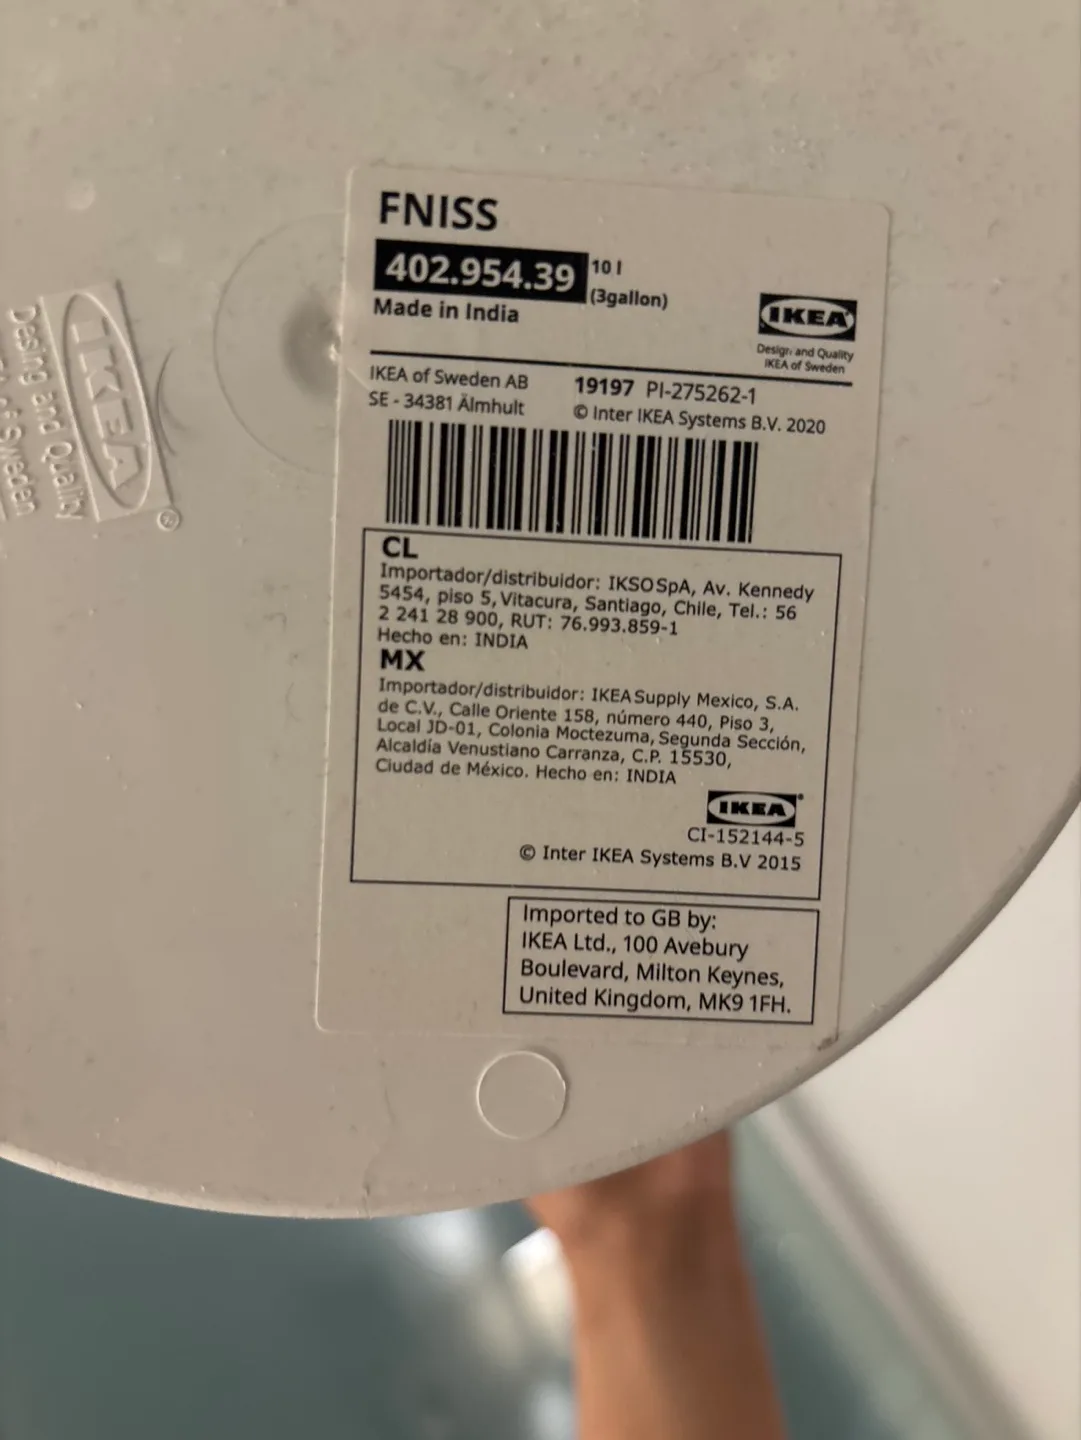 FNISS
402.954.39
10 l
(3gallon)
Made in India
IKEA
Design and Quality
IKEA of Sweden
IKEA of Sweden AB
SE - 34381 Älmhult
19197 PI-275262-1
© Inter IKEA Systems B.V. 2020
CL
Importador/distribuidor: IKSO SpA, Av. Kennedy
5454, piso 5, Vitacura, Santiago, Chile, Tel.: 56
2 241 28 900, RUT: 76.993.859-1
Hecho en: INDIA
MX
Importador/distribuidor: IKEA Supply Mexico, S.A.
de C.V., Calle Oriente 158, número 440, Piso 3,
Local JD-01, Colonia Moctezuma, Segunda Sección,
Alcaldía Venustiano Carranza, C.P. 15530,
Ciudad de México. Hecho en: INDIA
IKEA®
CI-152144-5
© Inter IKEA Systems B.V 2015
Imported to GB by:
IKEA Ltd., 100 Avebury
Boulevard, Milton Keynes,
United Kingdom, MK9 1FH.
IKEA®
Desing and Quality
of Sweden